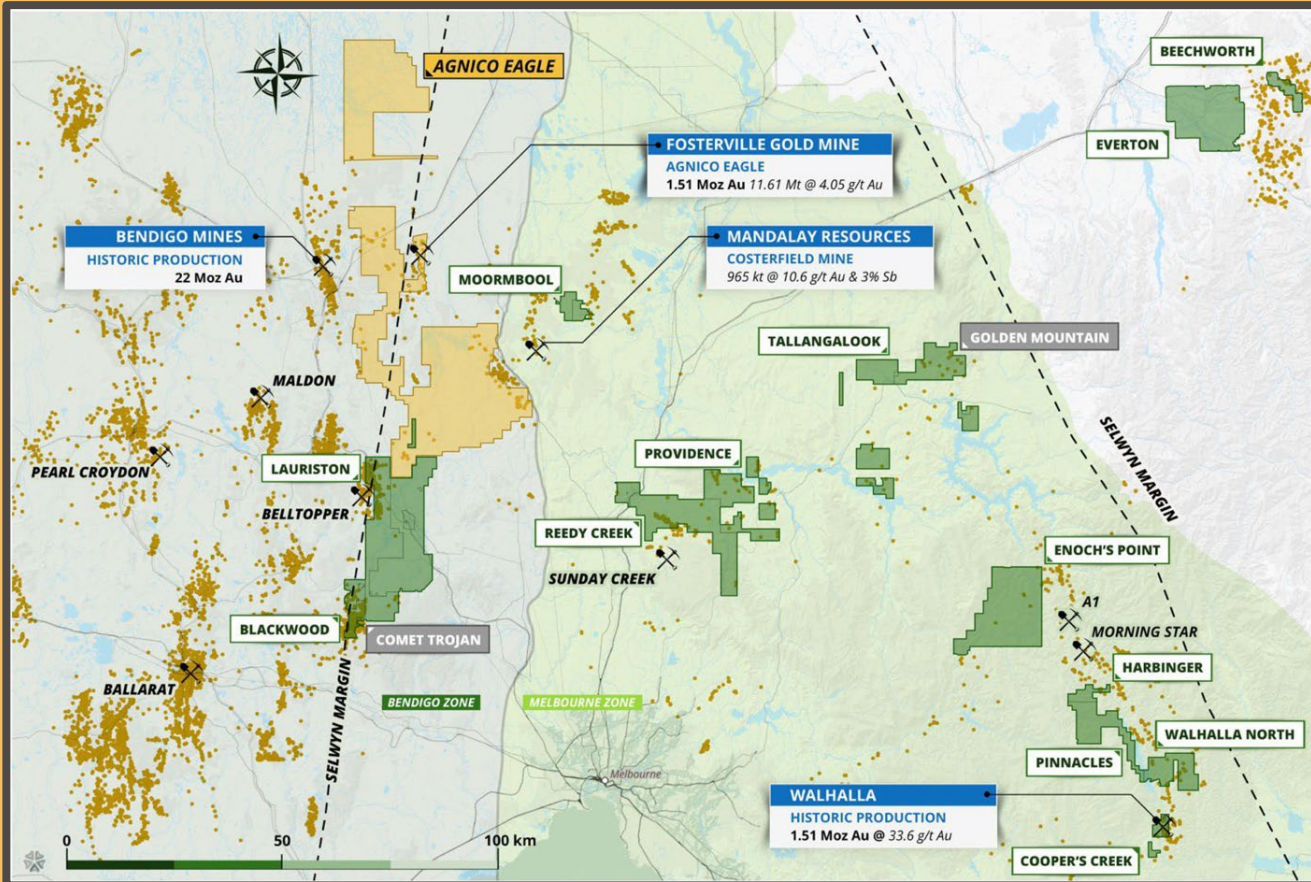 BEECHWORTH
AGNICO EAGLE
EVERTON
FOSTERVILLE GOLD MINE
AGNICO EAGLE
1.51 Moz Au 11.61 Mt @ 4.05 g/t Au
BENDIGO MINES
HISTORIC PRODUCTION
22 Moz Au
MANDALAY RESOURCES
COSTERFIELD MINE
965 kt @ 10.6 g/t Au & 3% Sb
MOORMBOOL
TALLANGALOOK
GOLDEN MOUNTAIN
MALDON
SELWYN MARGIN
PEARL CROYDON
LAURISTON
PROVIDENCE
BELLTOPPER
REEDY CREEK
SUNDAY CREEK
ENOCH'S POINT
A1
MORNING STAR
BLACKWOOD
COMET TROJAN
HARBINGER
BALLARAT
SELWYN MARGIN
BENDIGO ZONE
MELBOURNE ZONE
WALHALLA NORTH
PINNACLES
Melbourne
WALHALLA
HISTORIC PRODUCTION
1.51 Moz Au @ 33.6 g/t Au
0 50 100 km
COOPER'S CREEK